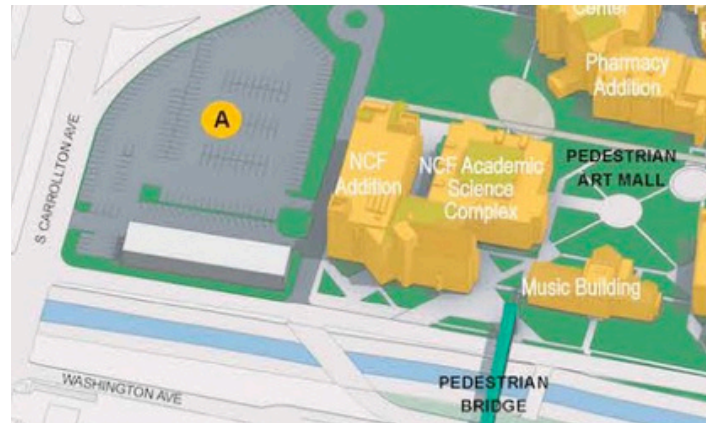 Center
Pharmacy
Addition
A
NCF
Addition
NCF Academic
Science
Complex
PEDESTRIAN
ART MALL
S CARROLLTON AVE
Music Building
WASHINGTON AVE
PEDESTRIAN
BRIDGE